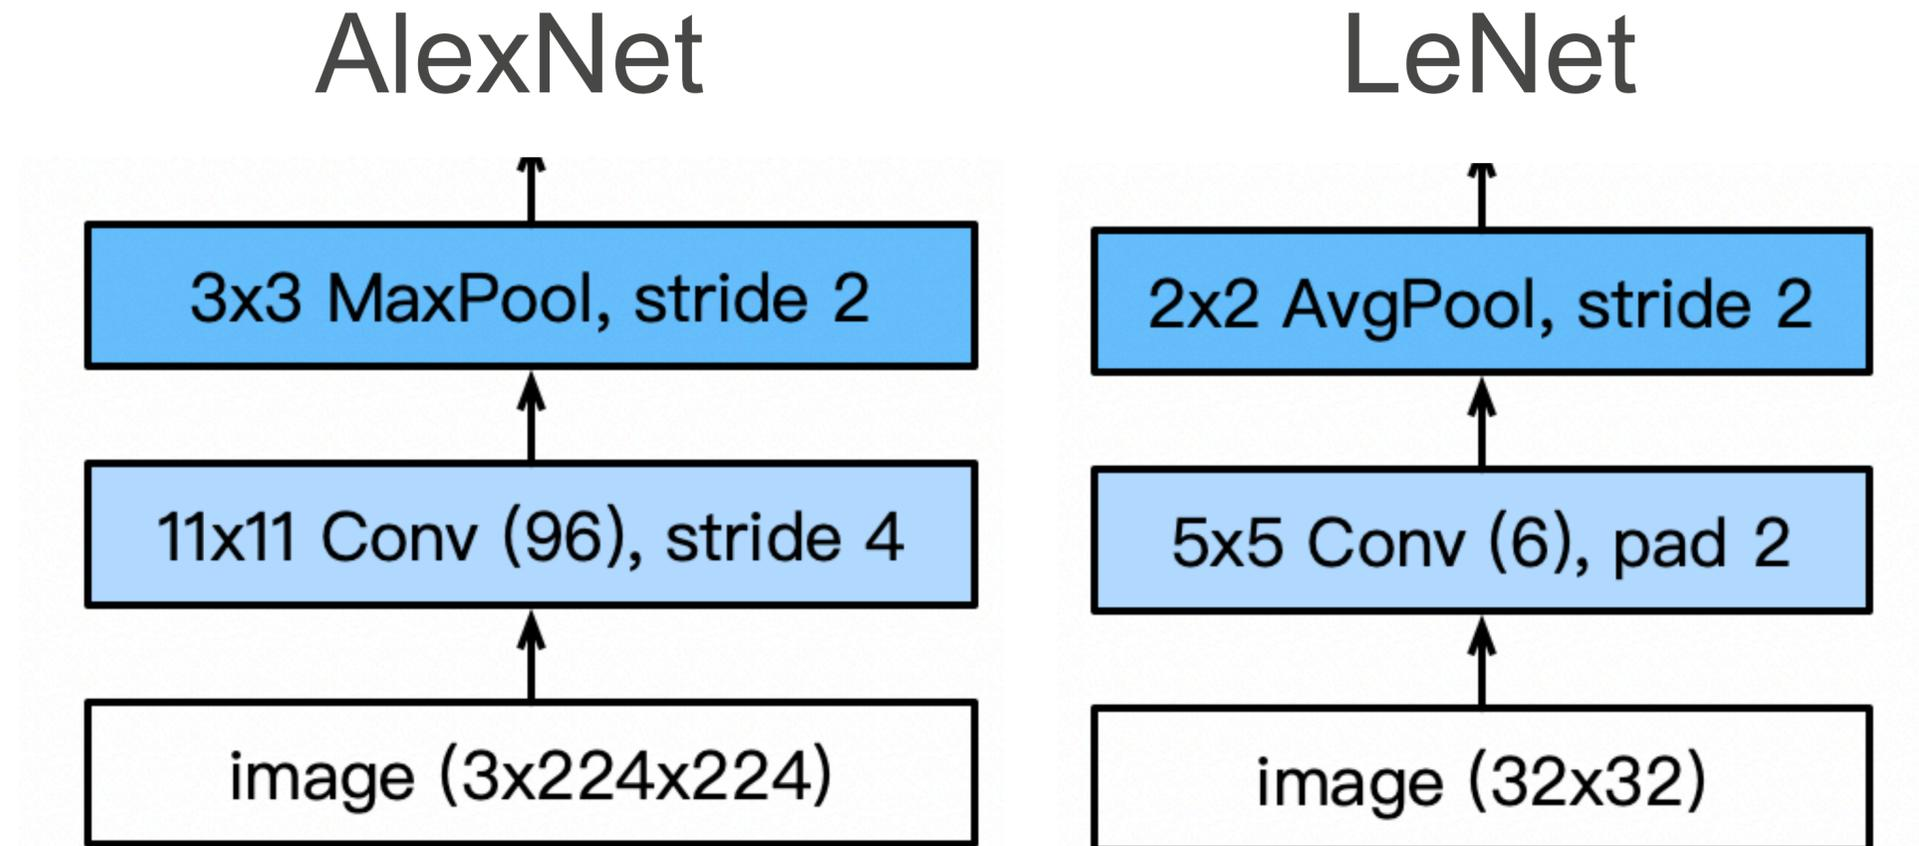 AlexNet
3x3 MaxPool, stride 2
11x11 Conv (96), stride 4
image (3x224x224)
LeNet
2x2 AvgPool, stride 2
5x5 Conv (6), pad 2
image (32x32)